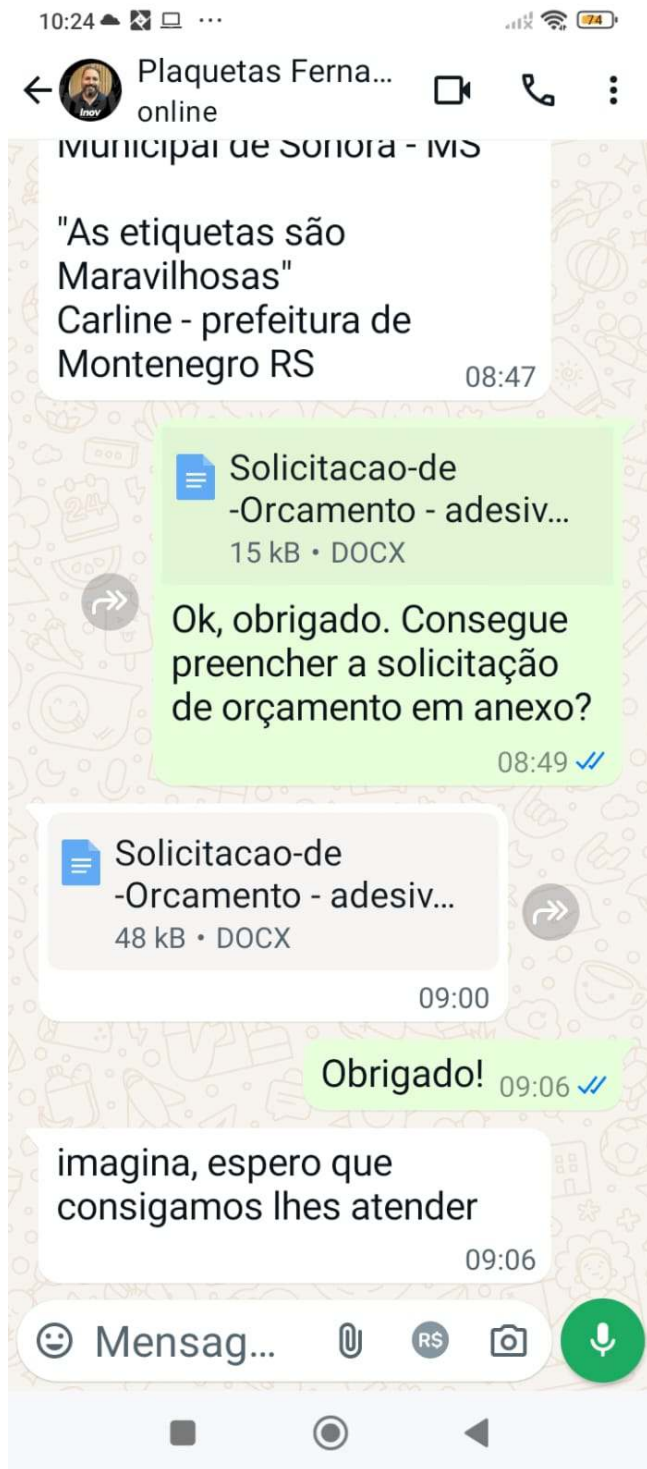 10:24 ...
74
Plaquetas Ferna...
online
Inov
Municipal de Sonora - MS
"As etiquetas são
Maravilhosas"
Carline - prefeitura de
Montenegro RS
08:47
Solicitacao-de
-Orcamento - adesiv...
15 kB • DOCX
Ok, obrigado. Consegue
preencher a solicitação
de orçamento em anexo?
08:49
Solicitacao-de
-Orcamento - adesiv...
48 kB • DOCX
09:00
Obrigado! 09:06
imagina, espero que
consigamos lhes atender
09:06
Mensag...
R$